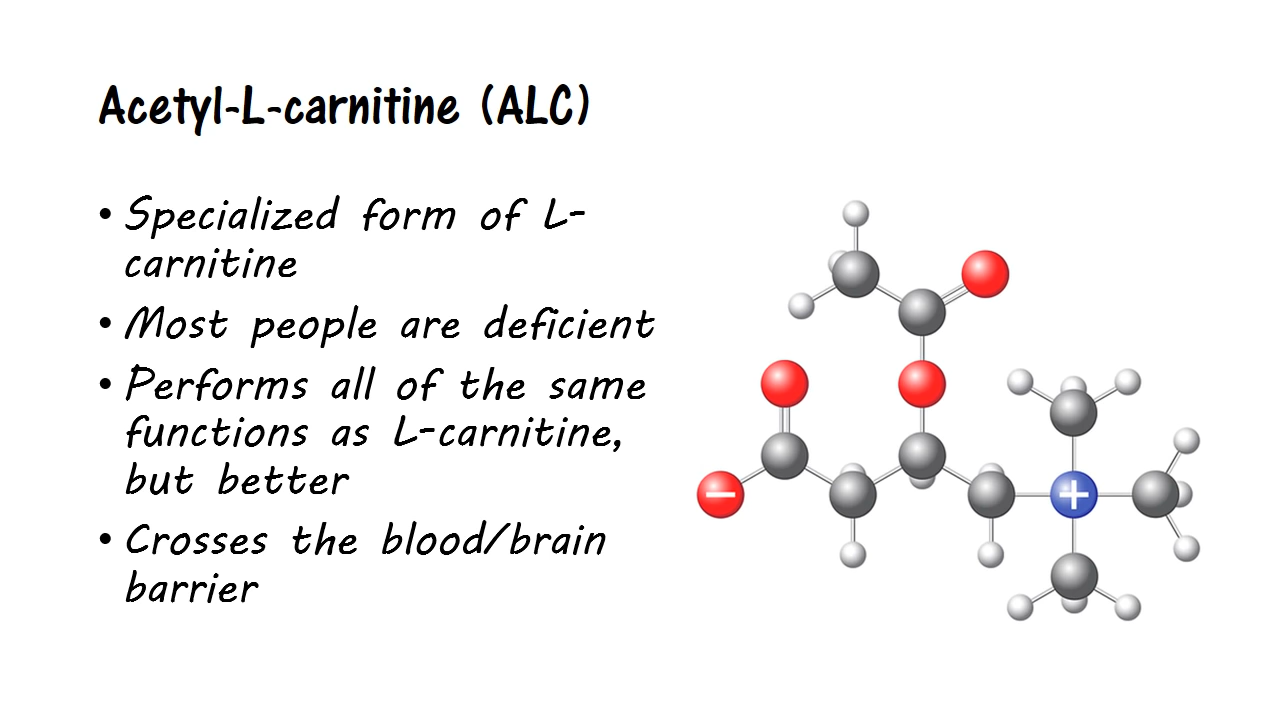 Acetyl-L-carnitine (ALC)
• Specialized form of L-
carnitine
• Most people are deficient
• Performs all of the same
functions as L-carnitine,
but better
• Crosses the blood/brain
barrier
−
+